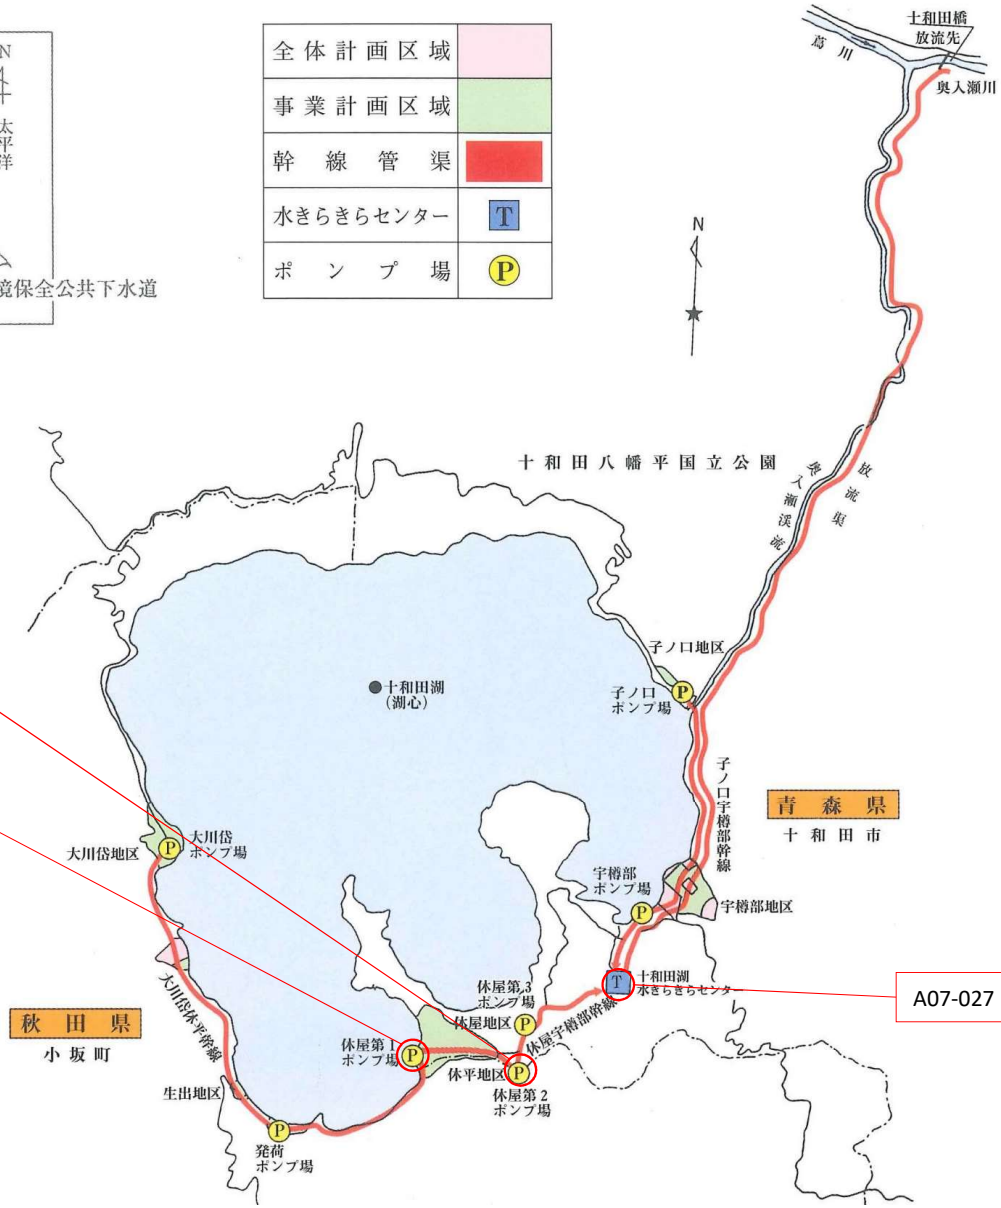 N
太平洋
境保全公共下水道
全体計画区域
事業計画区域
幹線管渠
水きらきらセンター
T
ポンプ場
P
十和田橋
放流先
蔦川
奥入瀬川
N
十和田八幡平国立公園
放流渠
奥入瀬渓流
子ノ口地区
P
子ノ口
ポンプ場
十和田湖
(湖心)
子ノ口宇樽部幹線
青森県
十和田市
大川岱
ポンプ場
P
大川岱地区
宇樽部
ポンプ場
P
宇樽部地区
T
十和田湖
水きらきらセンター
A07-027
大川岱休平幹線
休屋第3
ポンプ場
P
休屋地区
休屋宇樽部幹線
秋田県
小坂町
休屋第1
ポンプ場
P
休平地区
P
休屋第2
ポンプ場
生出地区
P
発荷
ポンプ場